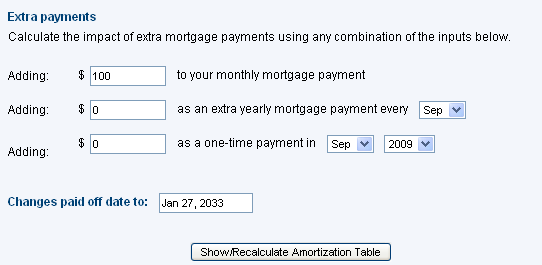 Extra payments
Calculate the impact of extra mortgage payments using any combination of the inputs below.
Adding: $ 100 to your monthly mortgage payment
Adding: $ 0 as an extra yearly mortgage payment every Sep
Adding: $ 0 as a one-time payment in Sep 2009
Changes paid off date to: Jan 27, 2033
Show/Recalculate Amortization Table